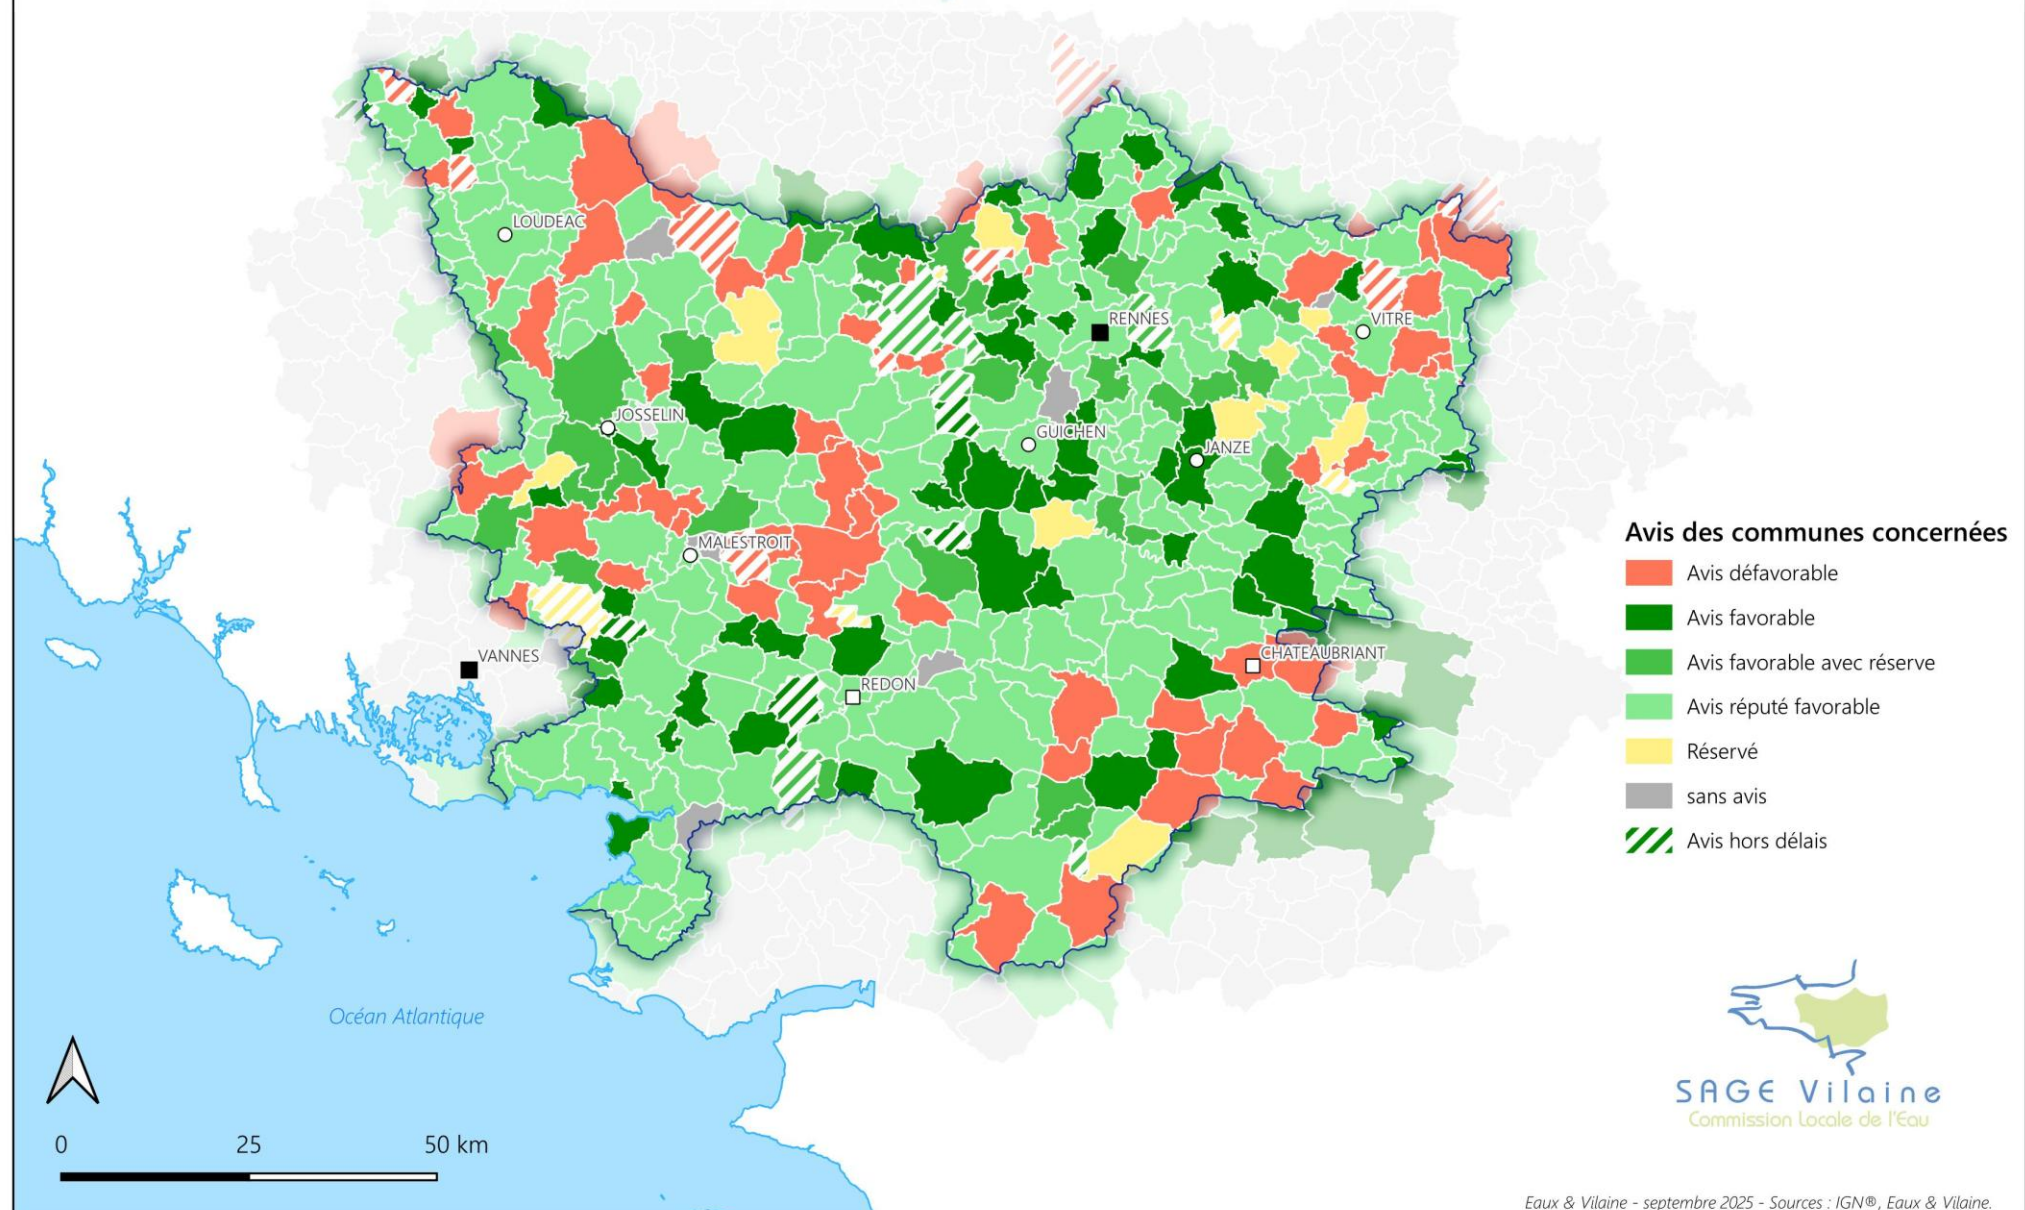 LOUDEAC
RENNES
VITRE
JOSSELIN
GUICHEN
JANZE
MALESTROIT
VANNES
CHATEAUBRIANT
REDON
Océan Atlantique
0 25 50 km
Avis des communes concernées
Avis défavorable
Avis favorable
Avis favorable avec réserve
Avis réputé favorable
Réservé
sans avis
Avis hors délais
SAGE Vilaine
Commission Locale de l'Eau
Eaux & Vilaine - septembre 2025 - Sources : IGN®, Eaux & Vilaine.